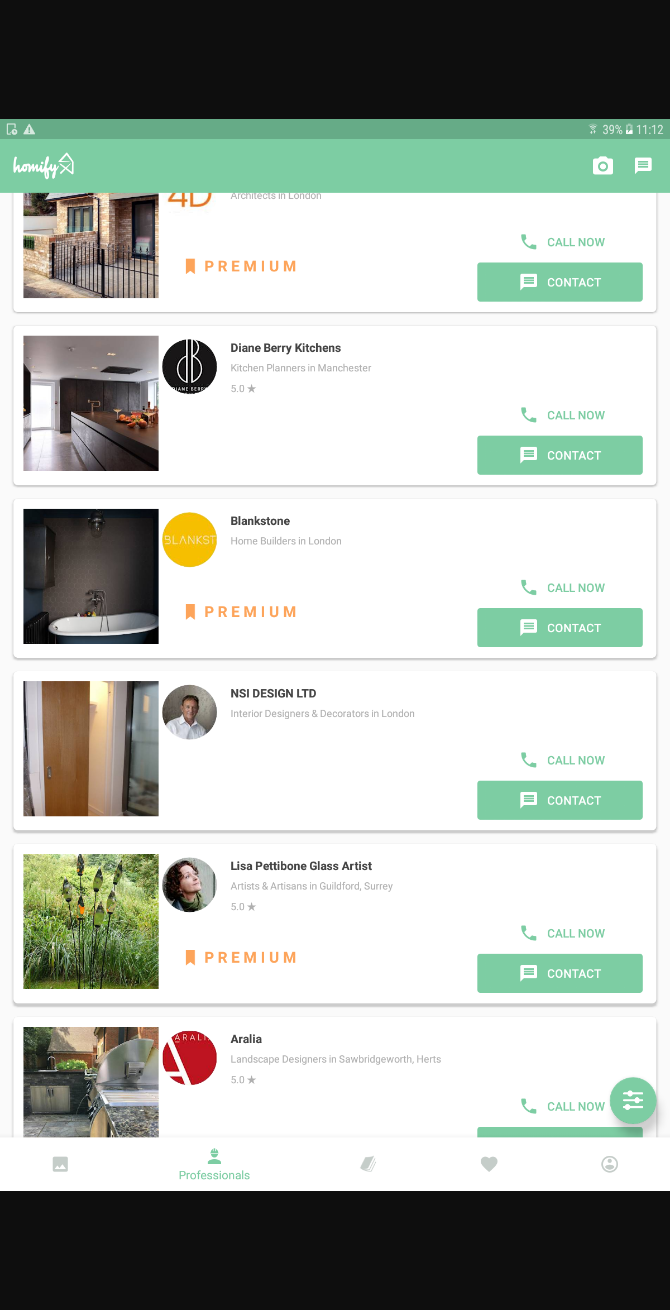 39% 11:12
homify
4D
Architects in London
CALL NOW
PREMIUM
CONTACT
DIANE BERRY
Diane Berry Kitchens
Kitchen Planners in Manchester
5.0 ★
CALL NOW
CONTACT
BLANKST
Blankstone
Home Builders in London
CALL NOW
PREMIUM
CONTACT
NSI DESIGN LTD
Interior Designers & Decorators in London
CALL NOW
CONTACT
Lisa Pettibone Glass Artist
Artists & Artisans in Guildford, Surrey
5.0 ★
CALL NOW
PREMIUM
CONTACT
ARALI
Aralia
Landscape Designers in Sawbridgeworth, Herts
5.0 ★
CALL NOW
Professionals